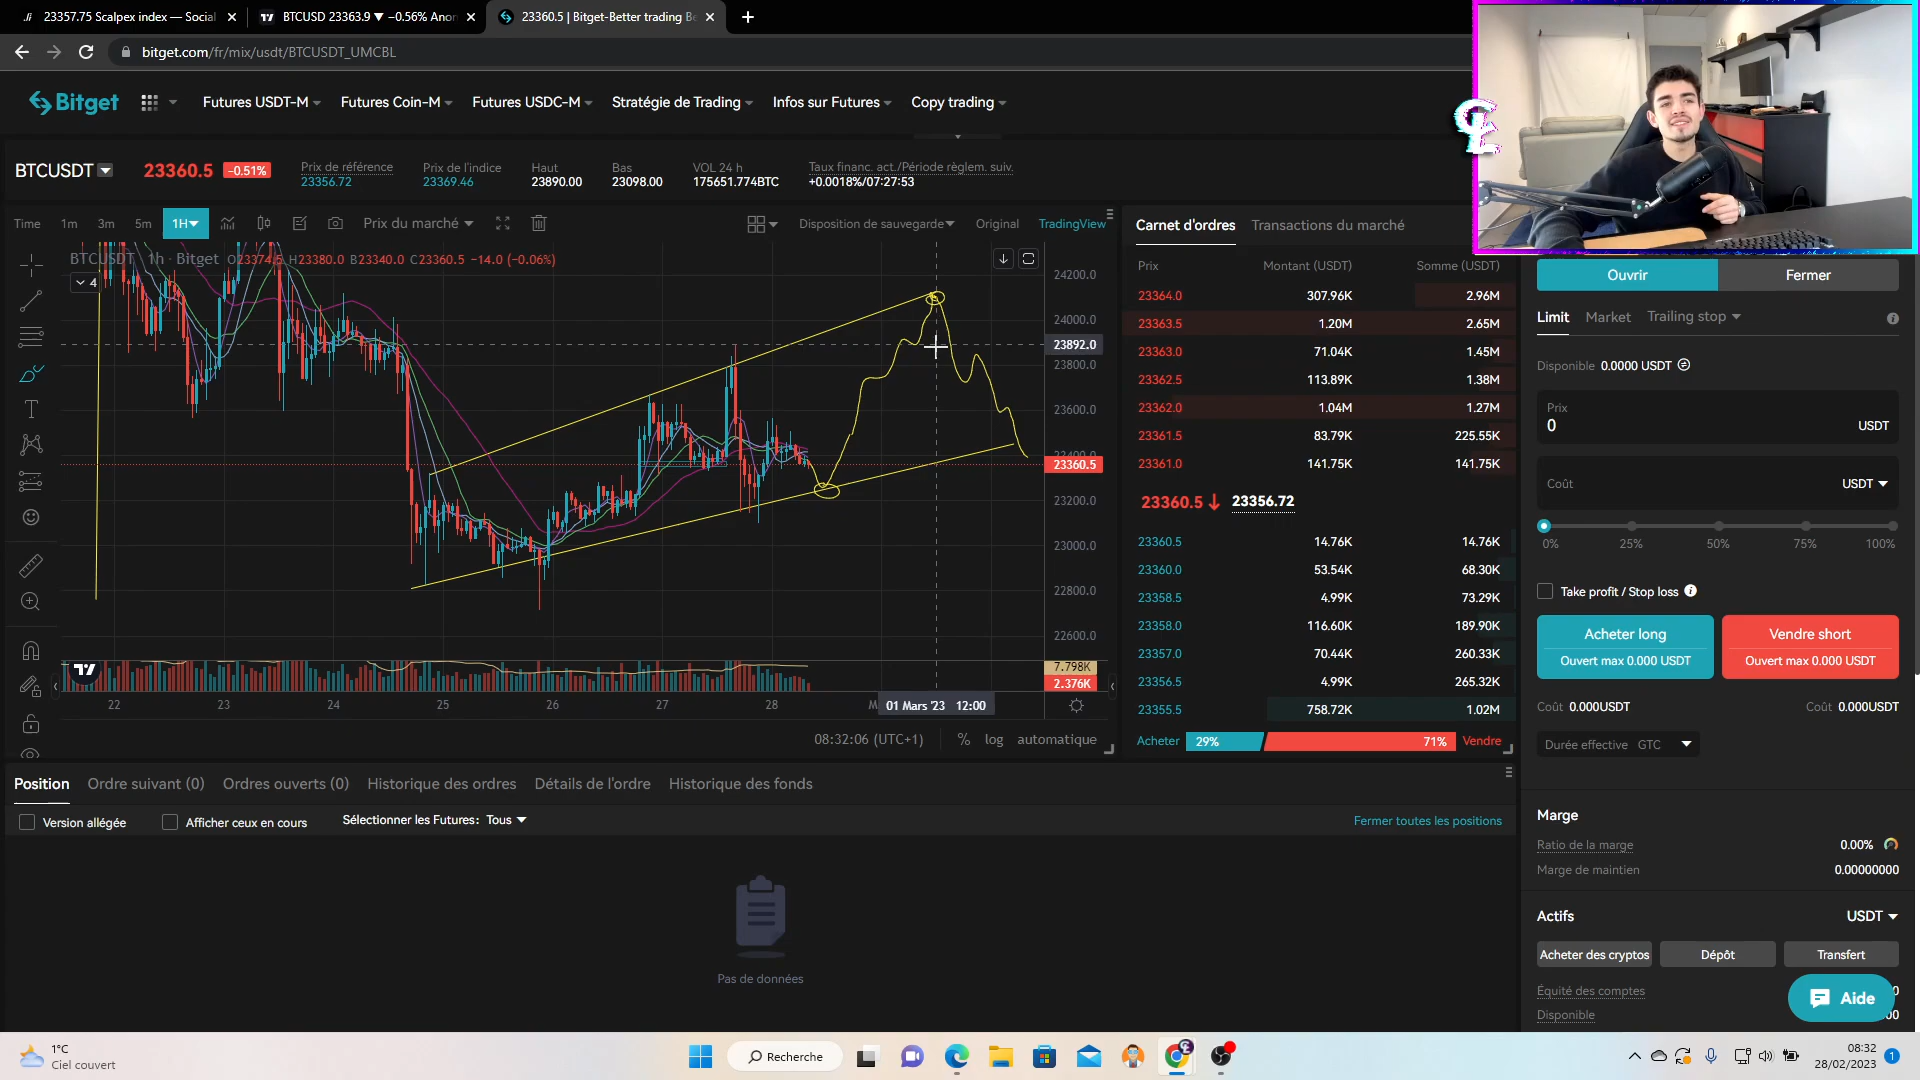 23357.75 Scalpex index — Social
BTCUSD 23363.9 ▼ −0.56% Anon
23360.5 | Bitget-Better trading Be
bitget.com/fr/mix/usdt/BTCUSDT_UMCBL
Bitget
Futures USDT-M
Futures Coin-M
Futures USDC-M
Stratégie de Trading
Infos sur Futures
Copy trading
BTCUSDT
23360.5
-0.51%
Prix de référence
23356.72
Prix de l'indice
23369.46
Haut
23890.00
Bas
23098.00
VOL 24 h
175651.774BTC
Taux financ. act./Période règlem. suiv.
+0.0018%/07:27:53
Time 1m 3m 5m 1H
Prix du marché
Disposition de sauvegarde
Original
TradingView
BTCUSDT · 1h · Bitget O23374.5 H23380.0 B23340.0 C23360.5 −14.0 (−0.06%)
4
24200.0
24000.0
23892.0
23800.0
23600.0
23400.0
23360.5
23200.0
23000.0
22800.0
22600.0
7.798K
2.376K
22 23 24 25 26 27 28 M
01 Mars '23 12:00
08:32:06 (UTC+1)
% log automatique
Carnet d'ordres
Transactions du marché
Prix Montant (USDT) Somme (USDT)
23364.0 307.96K 2.96M
23363.5 1.20M 2.65M
23363.0 71.04K 1.45M
23362.5 113.89K 1.38M
23362.0 1.04M 1.27M
23361.5 83.79K 225.55K
23361.0 141.75K 141.75K
23360.5 23356.72
23360.5 14.76K 14.76K
23360.0 53.54K 68.30K
23358.5 4.99K 73.29K
23358.0 116.60K 189.90K
23357.0 70.44K 260.33K
23356.5 4.99K 265.32K
23355.5 758.72K 1.02M
Acheter 29% 71% Vendre
Ouvrir Fermer
Limit Market Trailing stop
Disponible 0.0000 USDT
Prix
0 USDT
Coût USDT
0% 25% 50% 75% 100%
Take profit / Stop loss
Acheter long
Ouvert max 0.000 USDT
Vendre short
Ouvert max 0.000 USDT
Coût 0.000USDT
Coût 0.000USDT
Durée effective GTC
Marge
Ratio de la marge 0.00%
Marge de maintien 0.00000000
Actifs USDT
Acheter des cryptos Dépôt Transfert
Équité des comptes
Disponible
Aide
Position
Ordre suivant (0)
Ordres ouverts (0)
Historique des ordres
Détails de l'ordre
Historique des fonds
Version allégée
Afficher ceux en cours
Sélectionner les Futures: Tous
Fermer toutes les positions
Pas de données
1°C
Ciel couvert
Recherche
08:32
28/02/2023
1